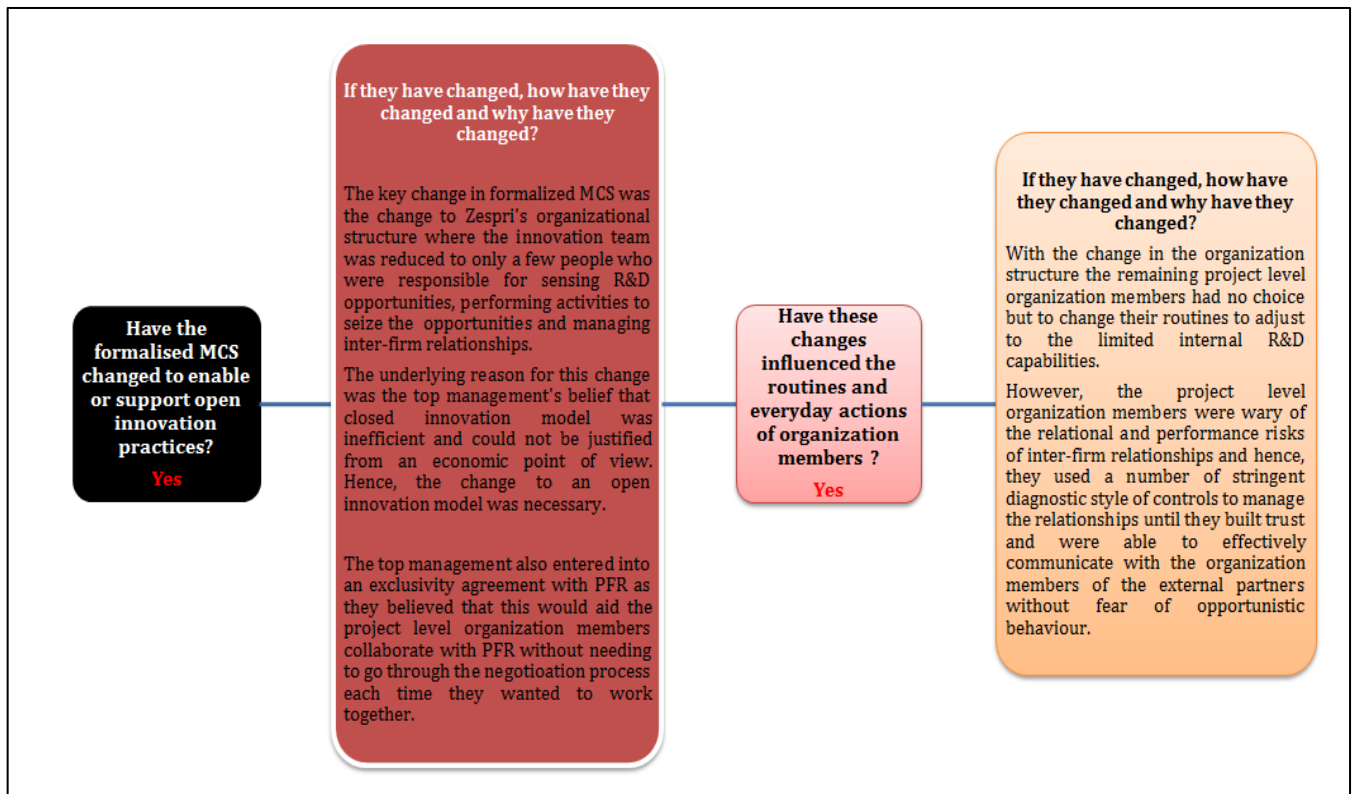 Have the
formalised MCS
changed to enable
or support open
innovation
practices?
Yes
If they have changed, how have they
changed and why have they
changed?
The key change in formalized MCS was
the change to Zespri's organizational
structure where the innovation team
was reduced to only a few people who
were responsible for sensing R&D
opportunities, performing activities to
seize the opportunities and managing
inter-firm relationships.
The underlying reason for this change
was the top management's belief that
closed innovation model was
inefficient and could not be justified
from an economic point of view.
Hence, the change to an open
innovation model was necessary.
The top management also entered into
an exclusivity agreement with PFR as
they believed that this would aid the
project level organization members
collaborate with PFR without needing
to go through the negotioation process
each time they wanted to work
together.
Have these
changes
influenced the
routines and
everyday actions
of organization
members ?
Yes
If they have changed, how have
they changed and why have they
changed?
With the change in the organization
structure the remaining project level
organization members had no choice
but to change their routines to adjust
to the limited internal R&D
capabilities.
However, the project level
organization members were wary of
the relational and performance risks
of inter-firm relationships and hence,
they used a number of stringent
diagnostic style of controls to manage
the relationships until they built trust
and were able to effectively
communicate with the organization
members of the external partners
without fear of opportunistic
behaviour.